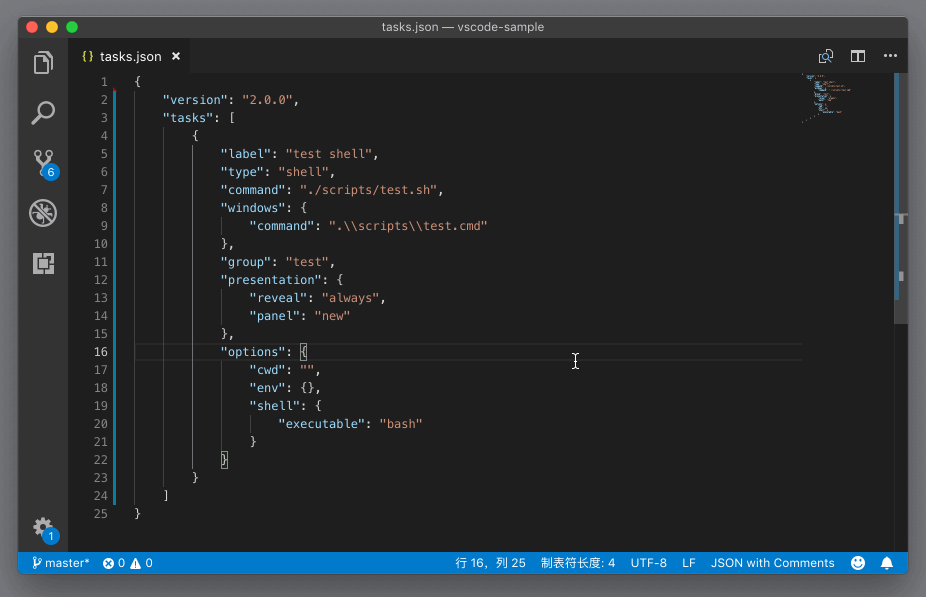 tasks.json — vscode-sample
{} tasks.json ×
1 {
2 "version": "2.0.0",
3 "tasks": [
4 {
5 "label": "test shell",
6 "type": "shell",
7 "command": "./scripts/test.sh",
8 "windows": {
9 "command": ".\\scripts\\test.cmd"
10 },
11 "group": "test",
12 "presentation": {
13 "reveal": "always",
14 "panel": "new"
15 },
16 "options": {
17 "cwd": "",
18 "env": {},
19 "shell": {
20 "executable": "bash"
21 }
22 }
23 }
24 ]
25 }
6
1
master* 0 0 行 16，列 25 制表符长度: 4 UTF-8 LF JSON with Comments